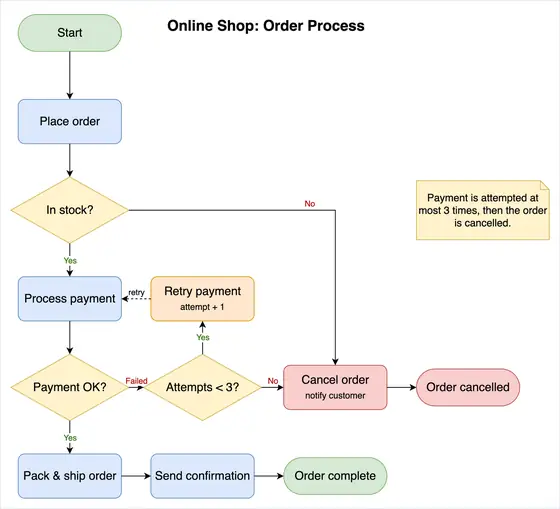 Online Shop: Order Process
Start
Place order
In stock?
No
Payment is attempted at
most 3 times, then the order
is cancelled.
Yes
Process payment
retry
Retry payment
attempt + 1
Yes
Payment OK?
Failed
Attempts < 3?
No
Cancel order
notify customer
Order cancelled
Yes
Pack & ship order
Send confirmation
Order complete